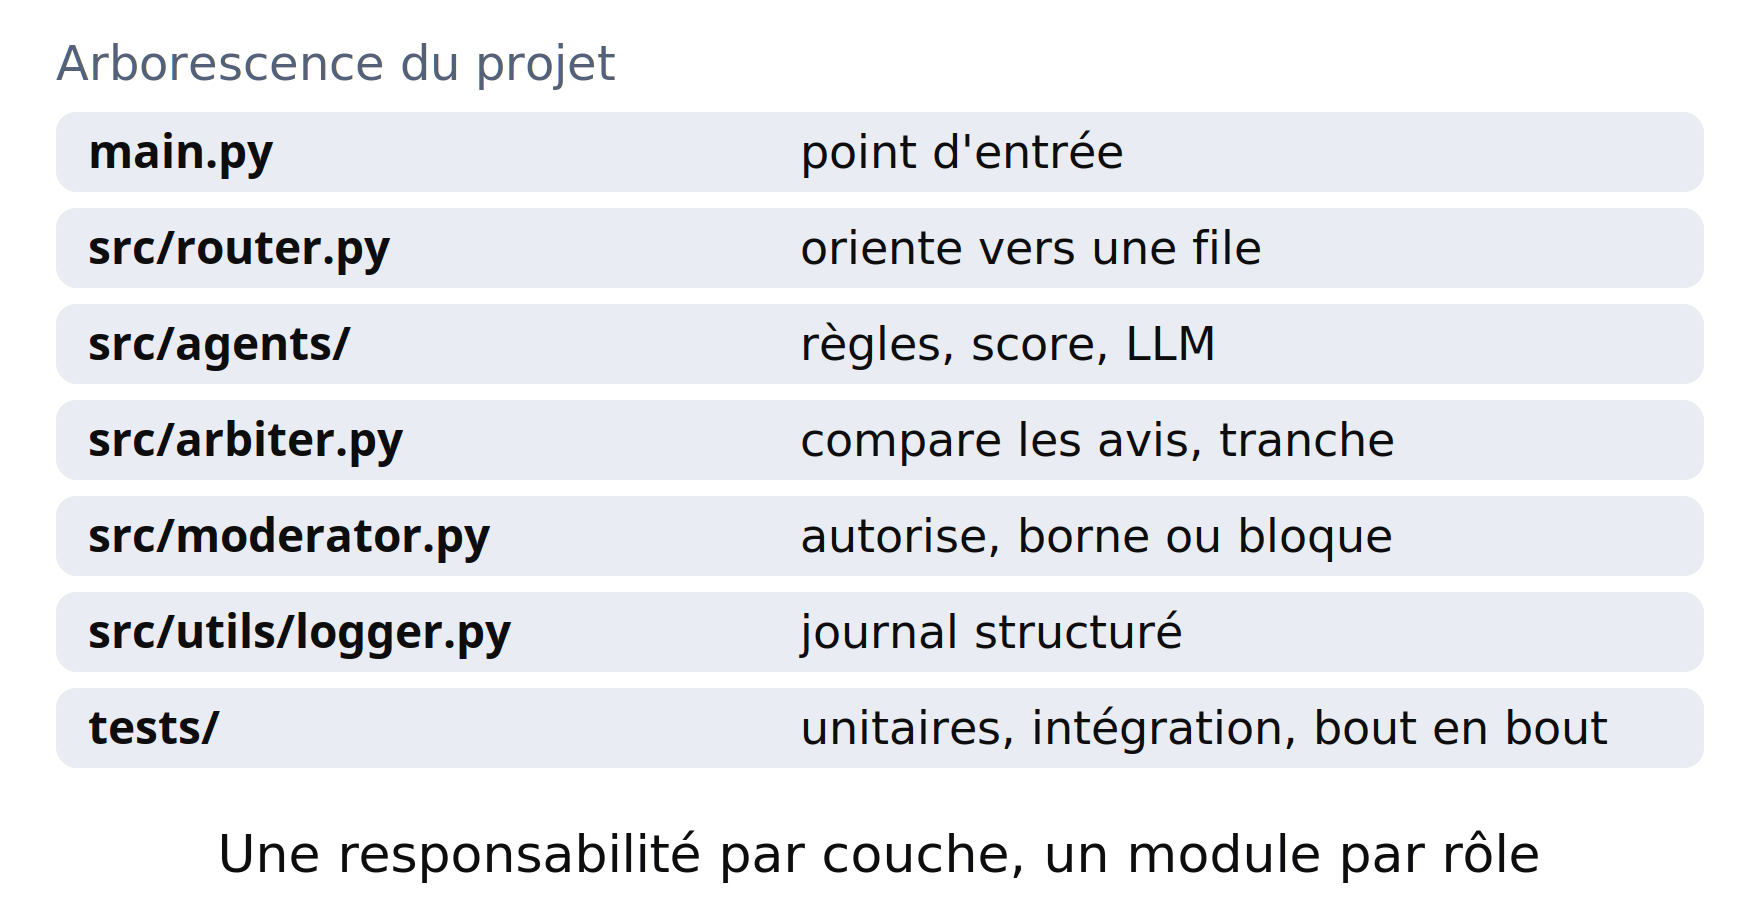 Arborescence du projet
main.py point d'entrée
src/router.py oriente vers une file
src/agents/ règles, score, LLM
src/arbiter.py compare les avis, tranche
src/moderator.py autorise, borne ou bloque
src/utils/logger.py journal structuré
tests/ unitaires, intégration, bout en bout
Une responsabilité par couche, un module par rôle